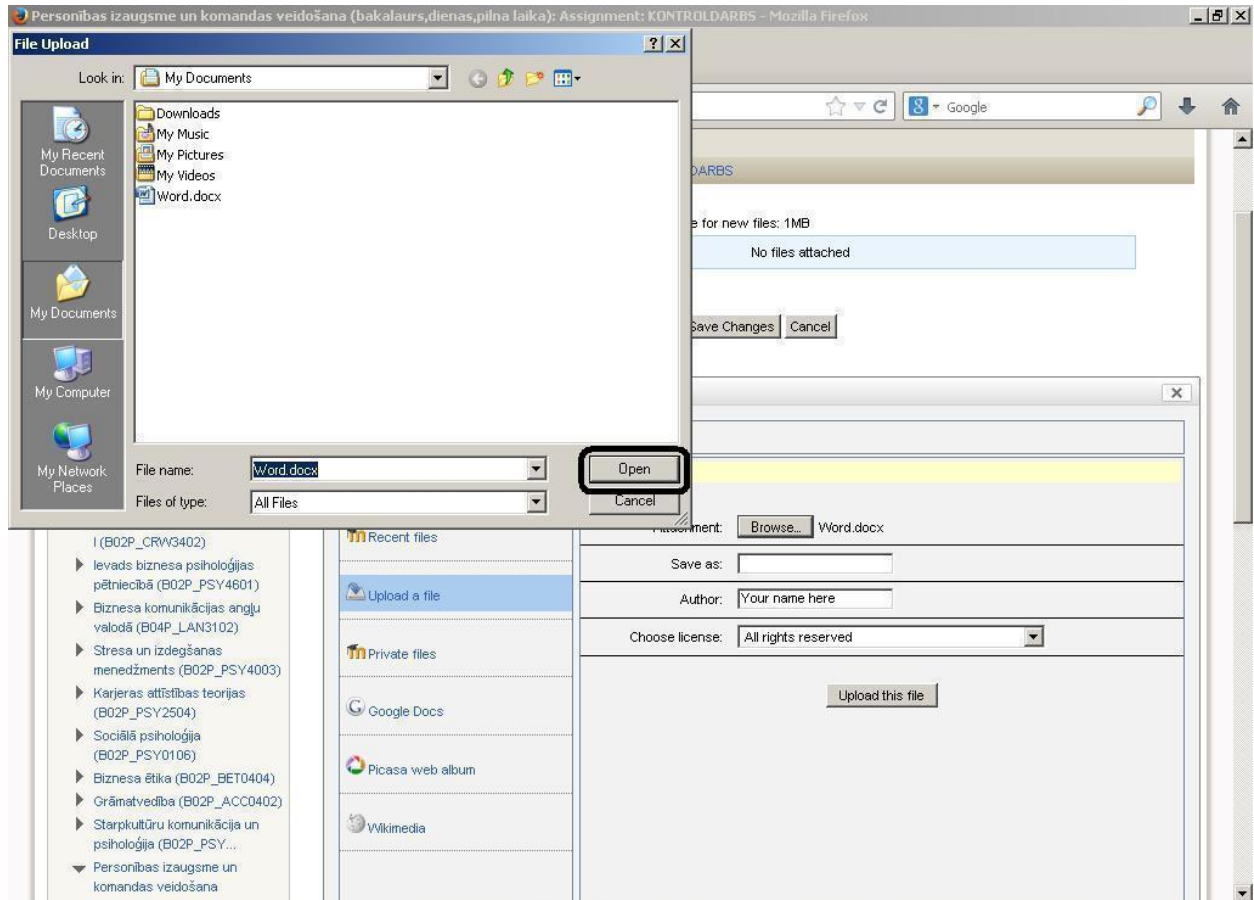 Personības izaugsme un komandas veidošana (bakalaurs,dienas,pilna laika): Assignment: KONTROLDARBS - Mozilla Firefox
File Upload
Look in:
My Documents
My Recent
Documents
Desktop
My Documents
My Computer
My Network
Places
Downloads
My Music
My Pictures
My Videos
Word.docx
File name:
Word.docx
Open
Files of type:
All Files
Cancel
Google
DARBS
e for new files: 1MB
No files attached
Save Changes
Cancel
I (B02P_CRW3402)
Ievads biznesa psiholoģijas
pētniecībā (B02P_PSY4601)
Biznesa komunikācijas angļu
valodā (B04P_LAN3102)
Stresa un izdegšanas
menedžments (B02P_PSY4003)
Karjeras attīstības teorijas
(B02P_PSY2504)
Sociālā psiholoģija
(B02P_PSY0106)
Biznesa ētika (B02P_BET0404)
Grāmatvedība (B02P_ACC0402)
Starpkultūru komunikācija un
psiholoģija (B02P_PSY...
Personības izaugsme un
komandas veidošana
Recent files
Upload a file
Private files
Google Docs
Picasa web album
Wikimedia
Attachment:
Browse...
Word.docx
Save as:
Author:
Your name here
Choose license:
All rights reserved
Upload this file